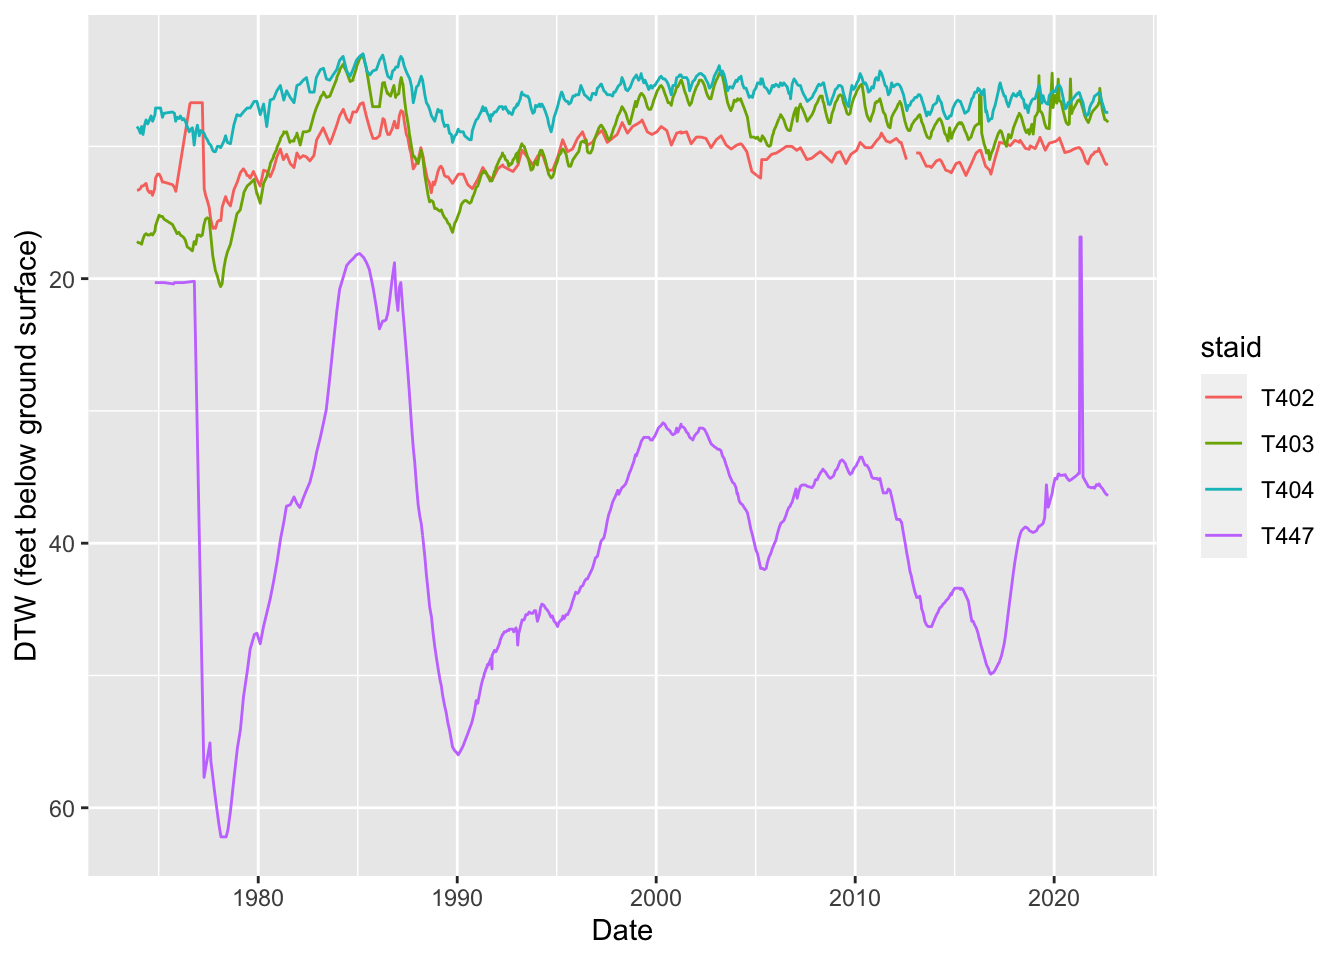 DTW (feet below ground surface)
20
40
60
1980
1990
2000
2010
2020
Date
staid
T402
T403
T404
T447